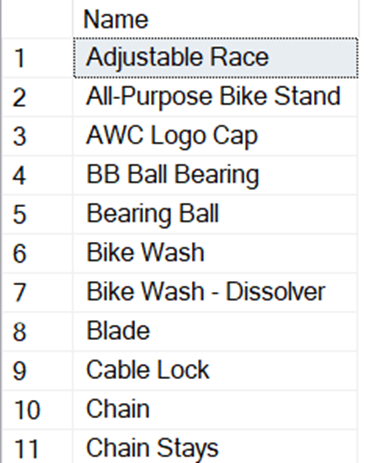 Name
1 Adjustable Race
2 All-Purpose Bike Stand
3 AWC Logo Cap
4 BB Ball Bearing
5 Bearing Ball
6 Bike Wash
7 Bike Wash - Dissolver
8 Blade
9 Cable Lock
10 Chain
11 Chain Stays